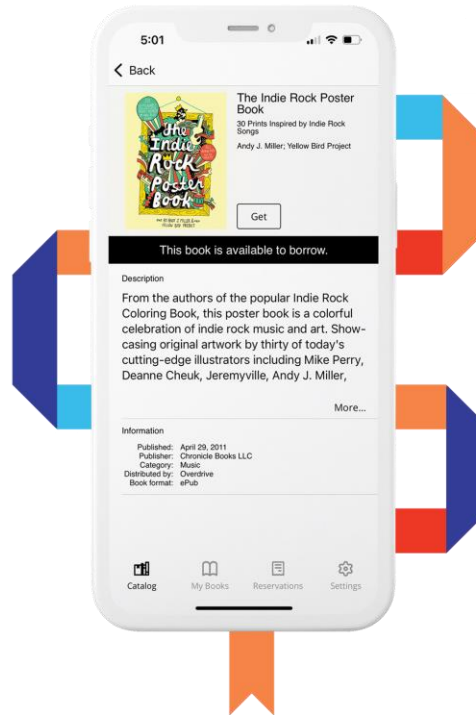 5:01
Back
The Indie Rock Poster
Book
30 Prints Inspired by Indie Rock
Songs
Andy J. Miller; Yellow Bird Project
The
Indie
Rock
Poster
Book
Get
This book is available to borrow.
Description
From the authors of the popular Indie Rock
Coloring Book, this poster book is a colorful
celebration of indie rock music and art. Show-
casing original artwork by thirty of today's
cutting-edge illustrators including Mike Perry,
Deanne Cheuk, Jeremyville, Andy J. Miller,
More...
Information
Published: April 29, 2011
Publisher: Chronicle Books LLC
Category: Music
Distributed by: Overdrive
Book format: ePub
Catalog My Books Reservations Settings